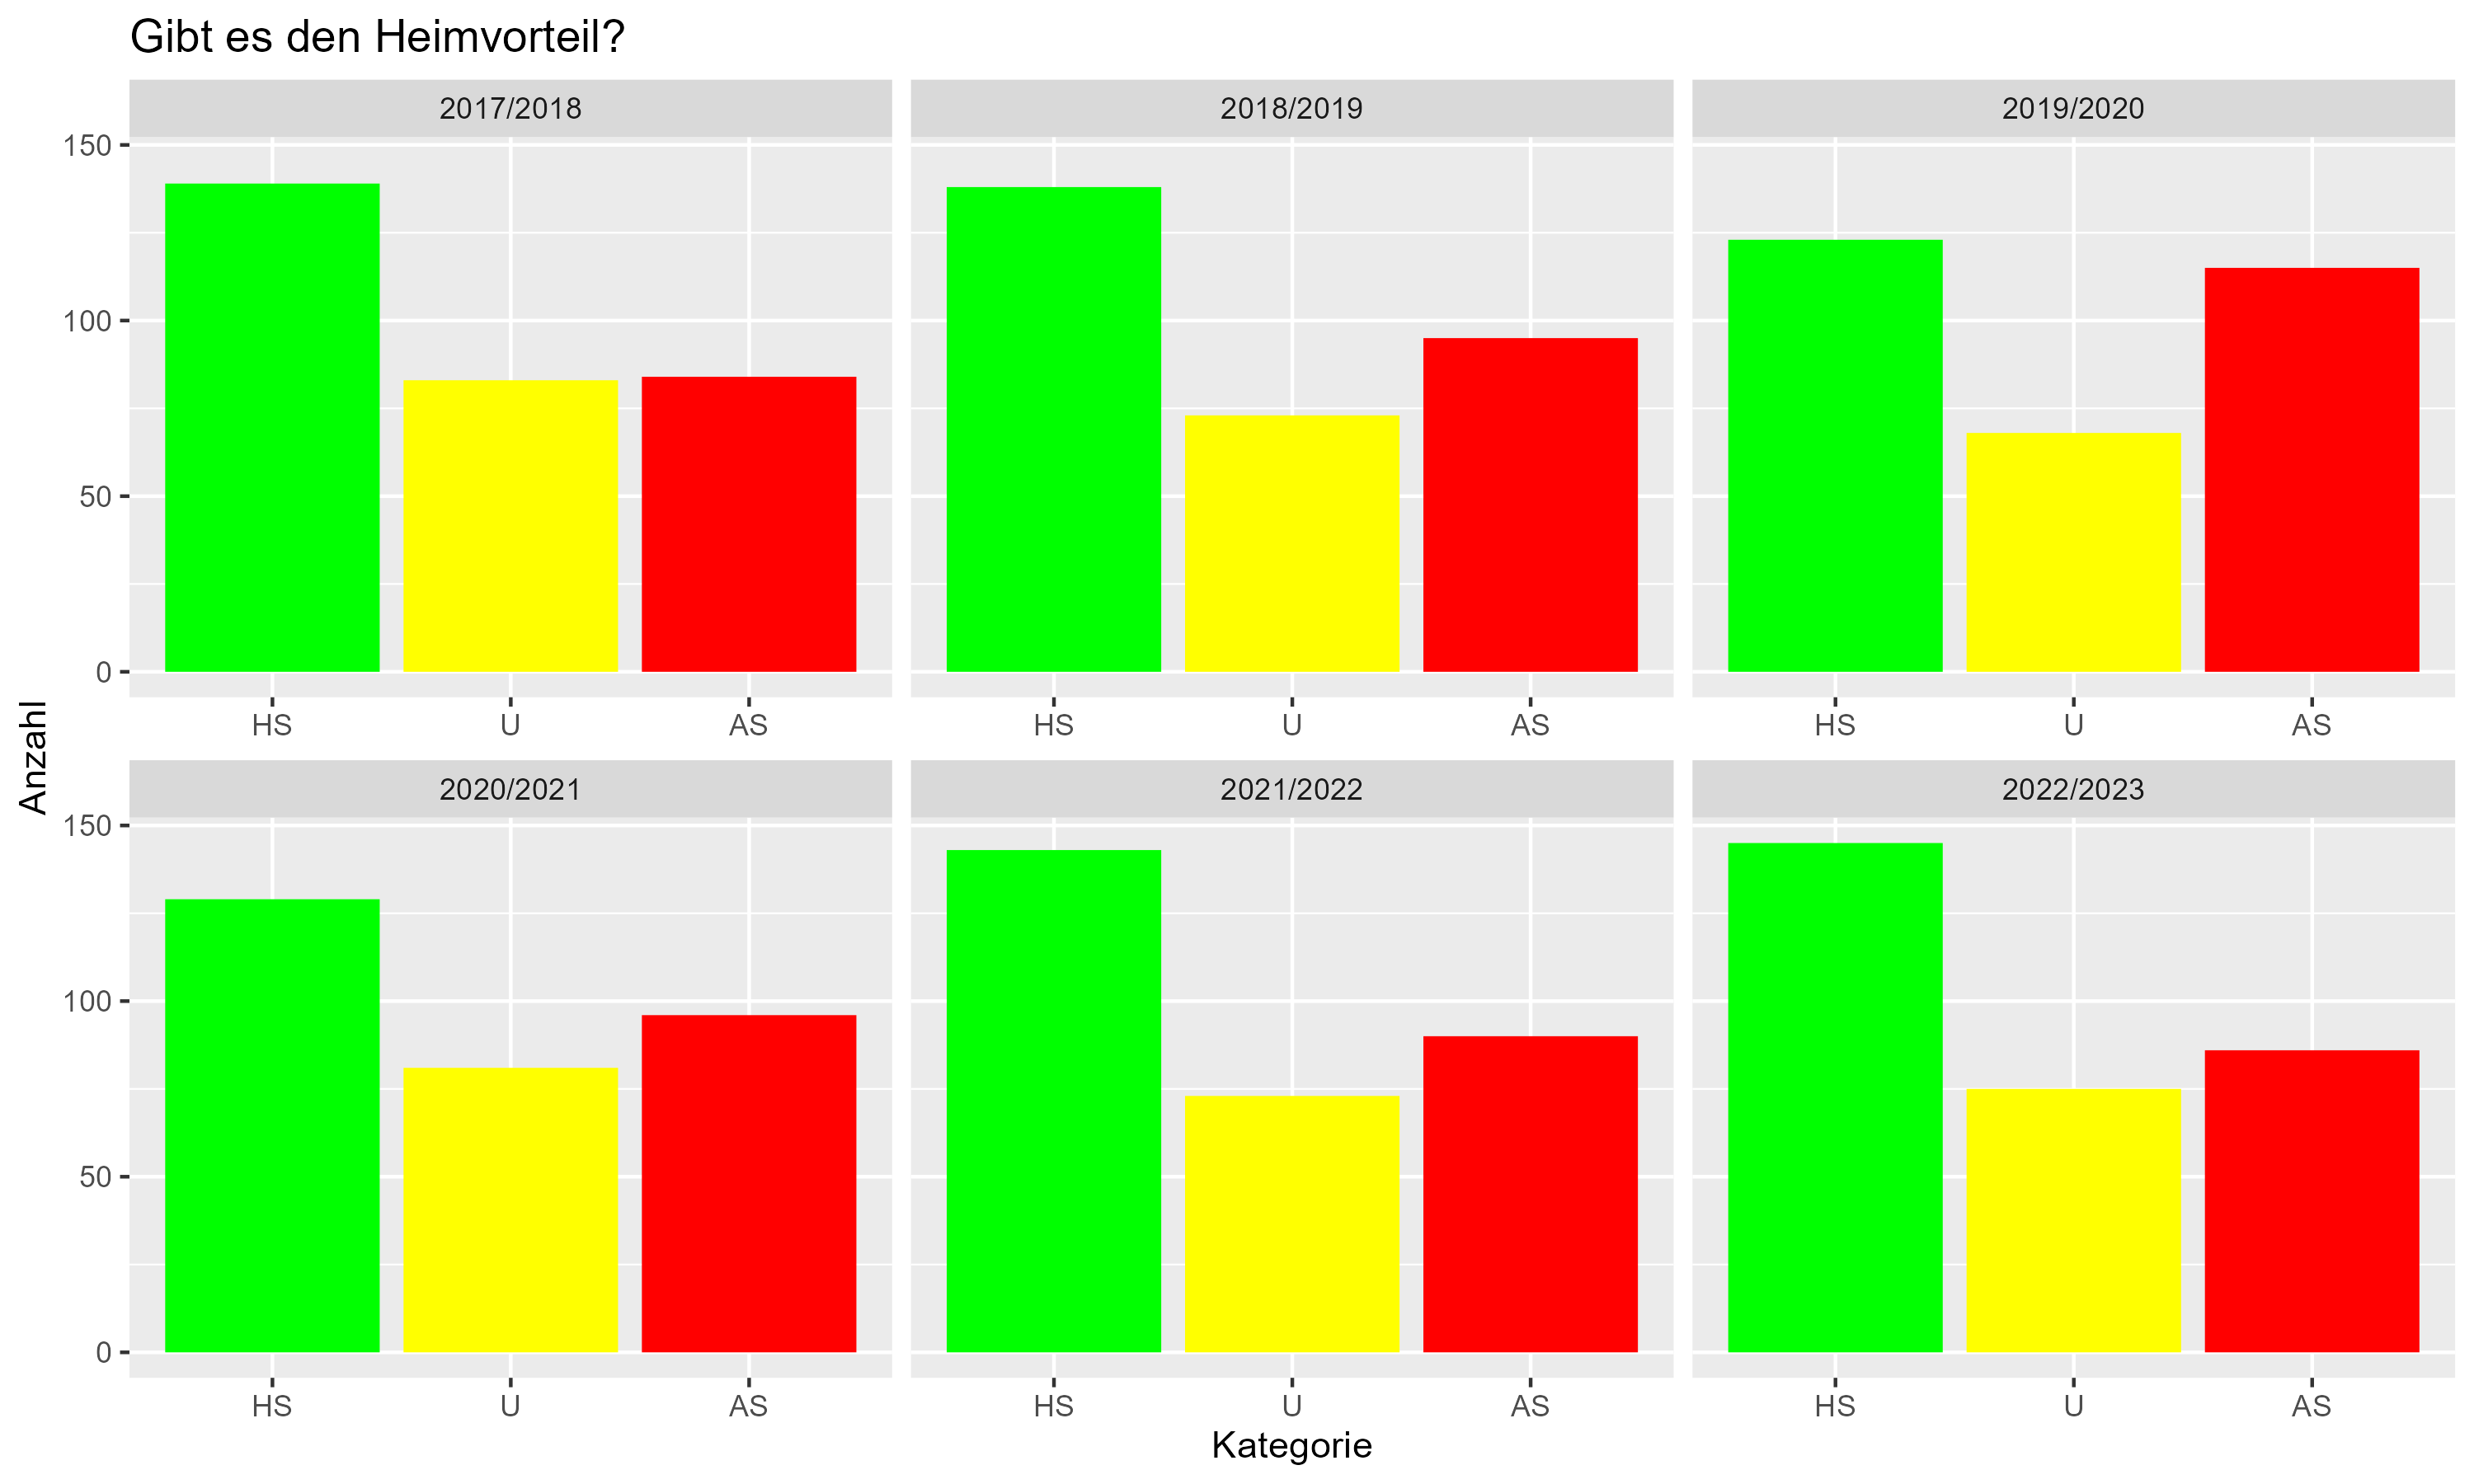 Gibt es den Heimvorteil?
2017/2018 2018/2019 2019/2020
150
100
50
0
HS U AS HS U AS HS U AS
Anzahl
2020/2021 2021/2022 2022/2023
150
100
50
0
HS U AS HS U AS HS U AS
Kategorie